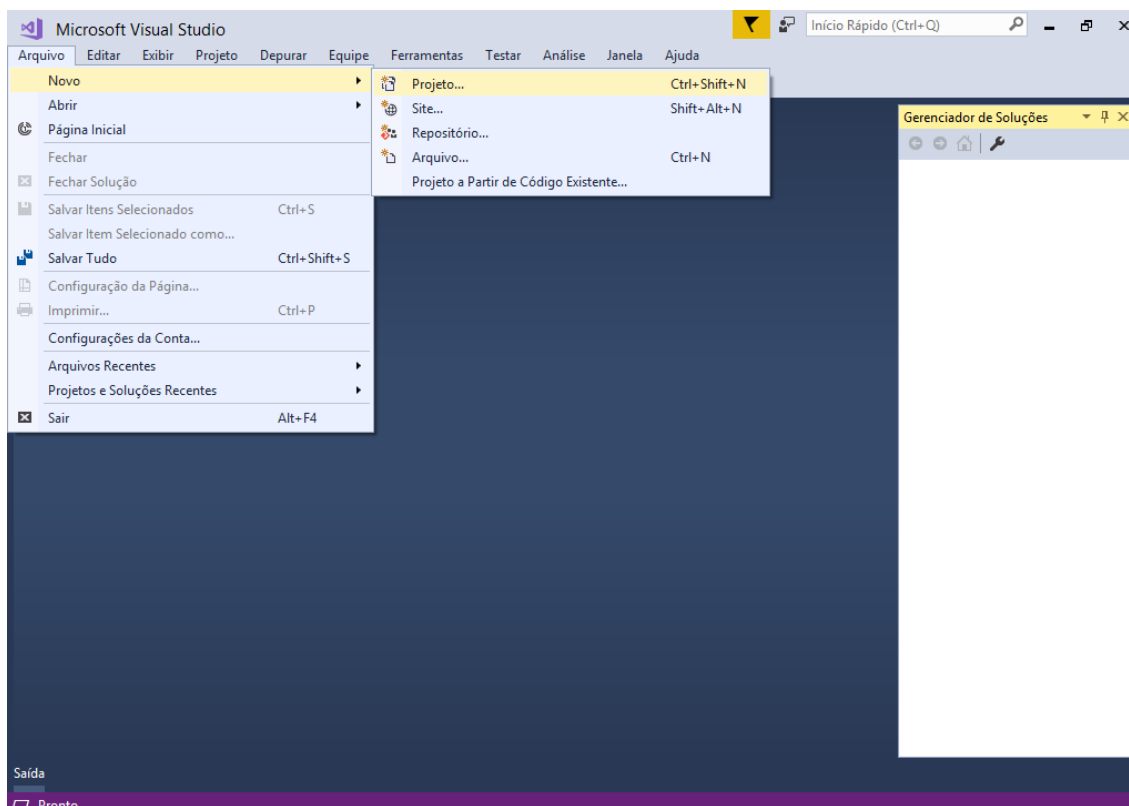 Microsoft Visual Studio
Início Rápido (Ctrl+Q)
Arquivo Editar Exibir Projeto Depurar Equipe Ferramentas Testar Análise Janela Ajuda
Novo
Abrir
Página Inicial
Fechar
Fechar Solução
Salvar Itens Selecionados Ctrl+S
Salvar Item Selecionado como...
Salvar Tudo Ctrl+Shift+S
Configuração da Página...
Imprimir... Ctrl+P
Configurações da Conta...
Arquivos Recentes
Projetos e Soluções Recentes
Sair Alt+F4
Projeto... Ctrl+Shift+N
Site... Shift+Alt+N
Repositório...
Arquivo... Ctrl+N
Projeto a Partir de Código Existente...
Gerenciador de Soluções
Saída
Pronto